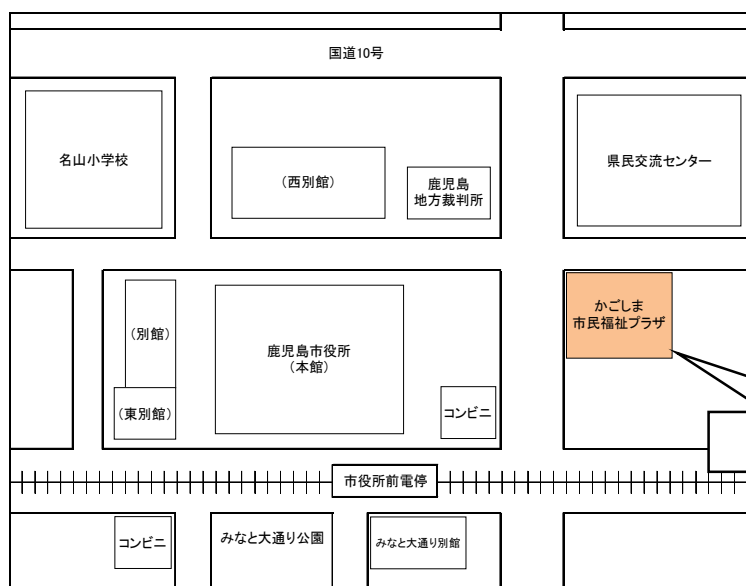 国道10号
名山小学校
(西別館)
鹿児島
地方裁判所
県民交流センター
かごしま
市民福祉プラザ
(別館)
鹿児島市役所
(本館)
(東別館)
コンビニ
市役所前電停
コンビニ
みなと大通り公園
みなと大通り別館